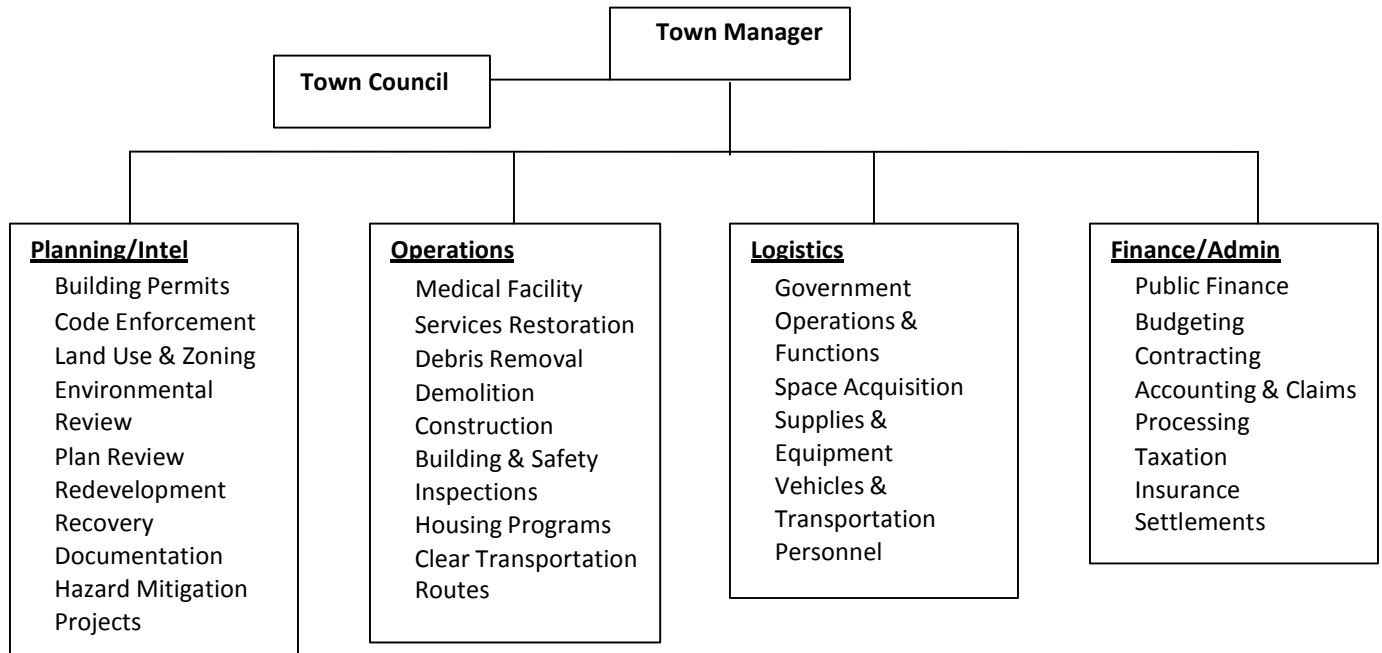 Town Manager
Town Council
Planning/Intel
Building Permits
Code Enforcement
Land Use & Zoning
Environmental
Review
Plan Review
Redevelopment
Recovery
Documentation
Hazard Mitigation
Projects
Operations
Medical Facility
Services Restoration
Debris Removal
Demolition
Construction
Building & Safety
Inspections
Housing Programs
Clear Transportation
Routes
Logistics
Government
Operations &
Functions
Space Acquisition
Supplies &
Equipment
Vehicles &
Transportation
Personnel
Finance/Admin
Public Finance
Budgeting
Contracting
Accounting & Claims
Processing
Taxation
Insurance
Settlements